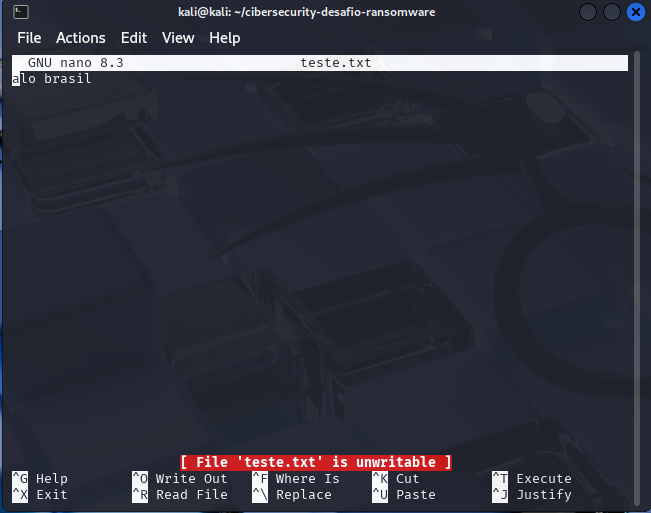 kali@kali: ~/cibersecurity-desafio-ransomware
File Actions Edit View Help
GNU nano 8.3 teste.txt
alo brasil
[ File 'teste.txt' is unwritable ]
^G Help ^O Write Out ^F Where Is ^K Cut ^T Execute
^X Exit ^R Read File ^\ Replace ^U Paste ^J Justify